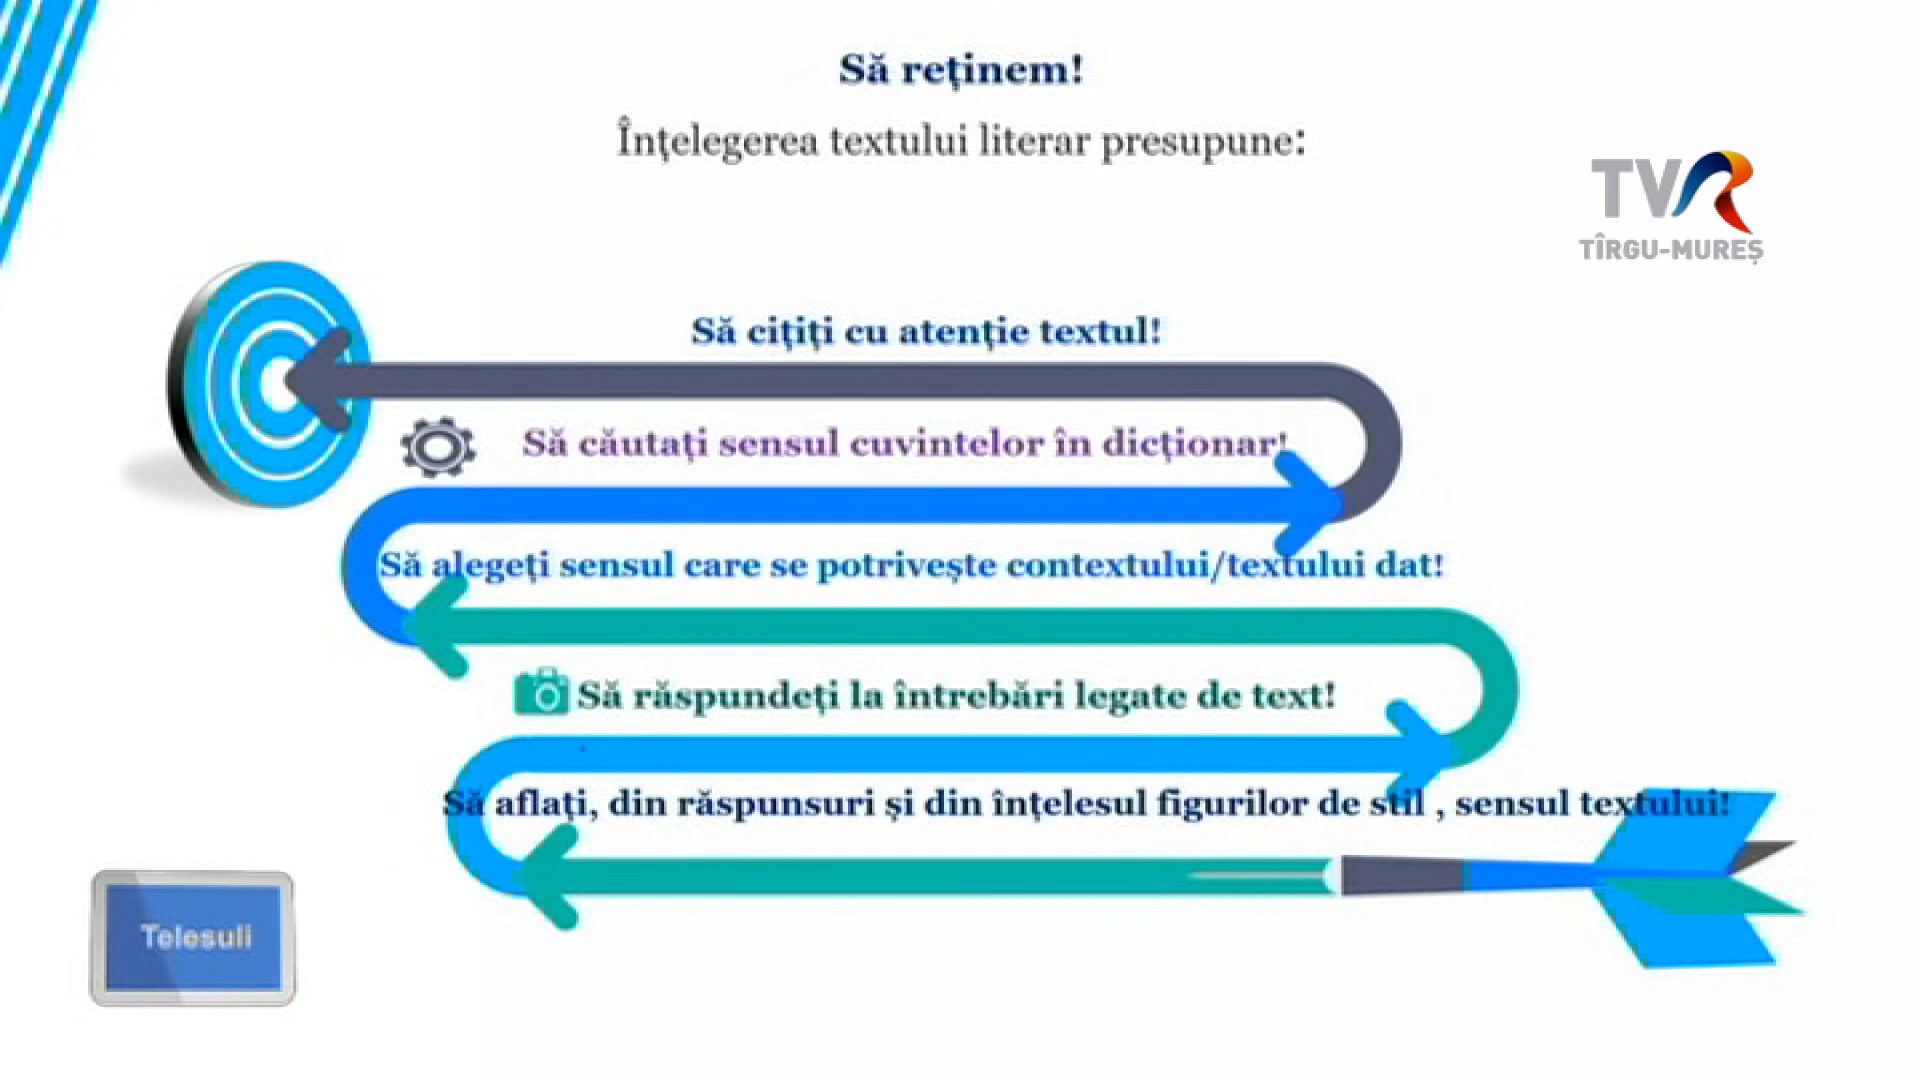 Să reținem!
Înțelegerea textului literar presupune:
TVR
TÎRGU-MUREȘ
Să cițiți cu atenție textul!
Să căutați sensul cuvintelor în dicționar!
Să alegeți sensul care se potrivește contextului/textului dat!
Să răspundeți la întrebări legate de text!
Să aflați, din răspunsuri și din înțelesul figurilor de stil , sensul textului!
Telesuli